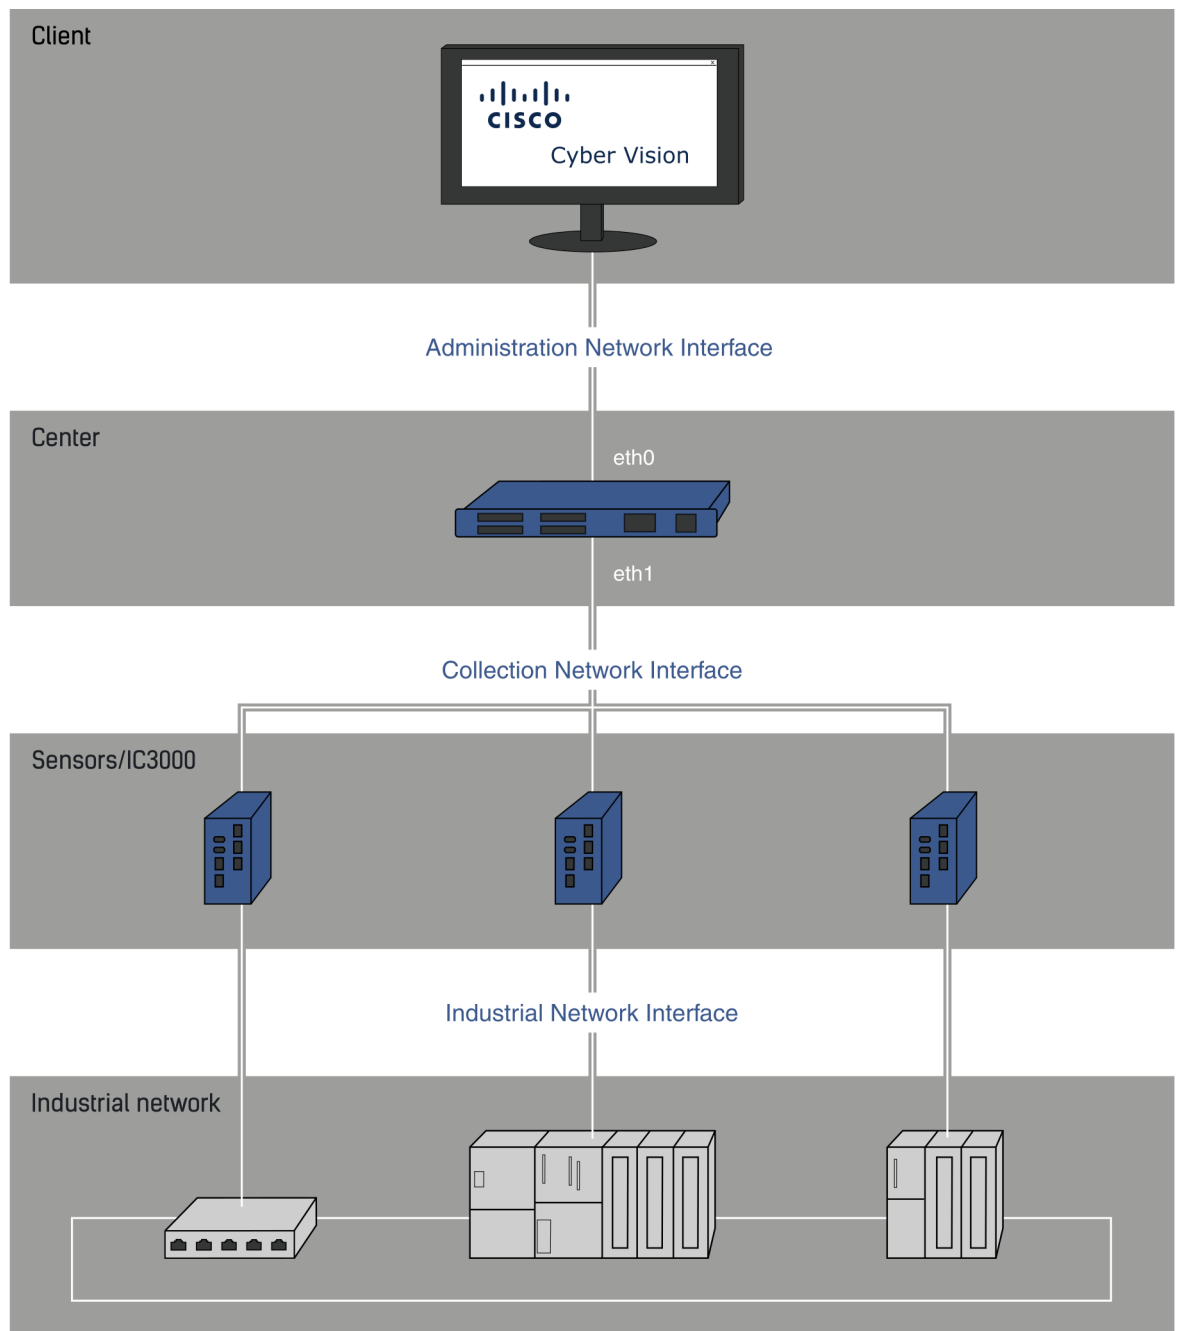 Client
x
CISCO
Cyber Vision
Administration Network Interface
Center
eth0
eth1
Collection Network Interface
Sensors/IC3000
Industrial Network Interface
Industrial network